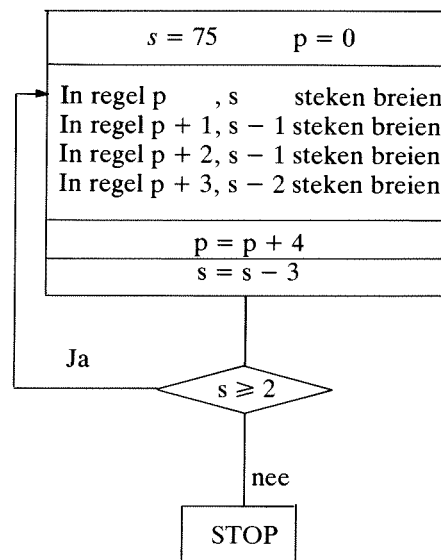 s = 75 p = 0
In regel p , s steken breien
In regel p + 1, s − 1 steken breien
In regel p + 2, s − 1 steken breien
In regel p + 3, s − 2 steken breien
p = p + 4
s = s − 3
Ja
s ⩾ 2
nee
STOP